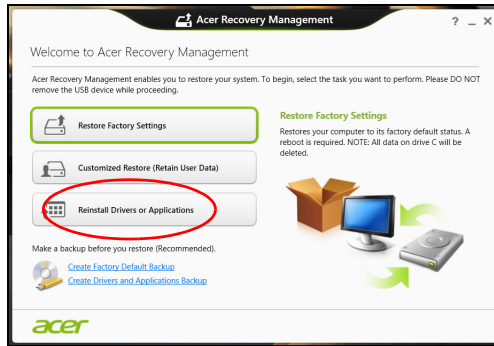 Acer Recovery Management
? _ X
Welcome to Acer Recovery Management
Acer Recovery Management enables you to restore your system. To begin, select the task you want to perform. Please DO NOT
remove the USB device while proceeding.
Restore Factory Settings
Customized Restore (Retain User Data)
Reinstall Drivers or Applications
Restore Factory Settings
Restores your computer to its factory default status. A
reboot is required. NOTE: All data on drive C will be
deleted.
Make a backup before you restore (Recommended).
Create Factory Default Backup
Create Drivers and Applications Backup
acer